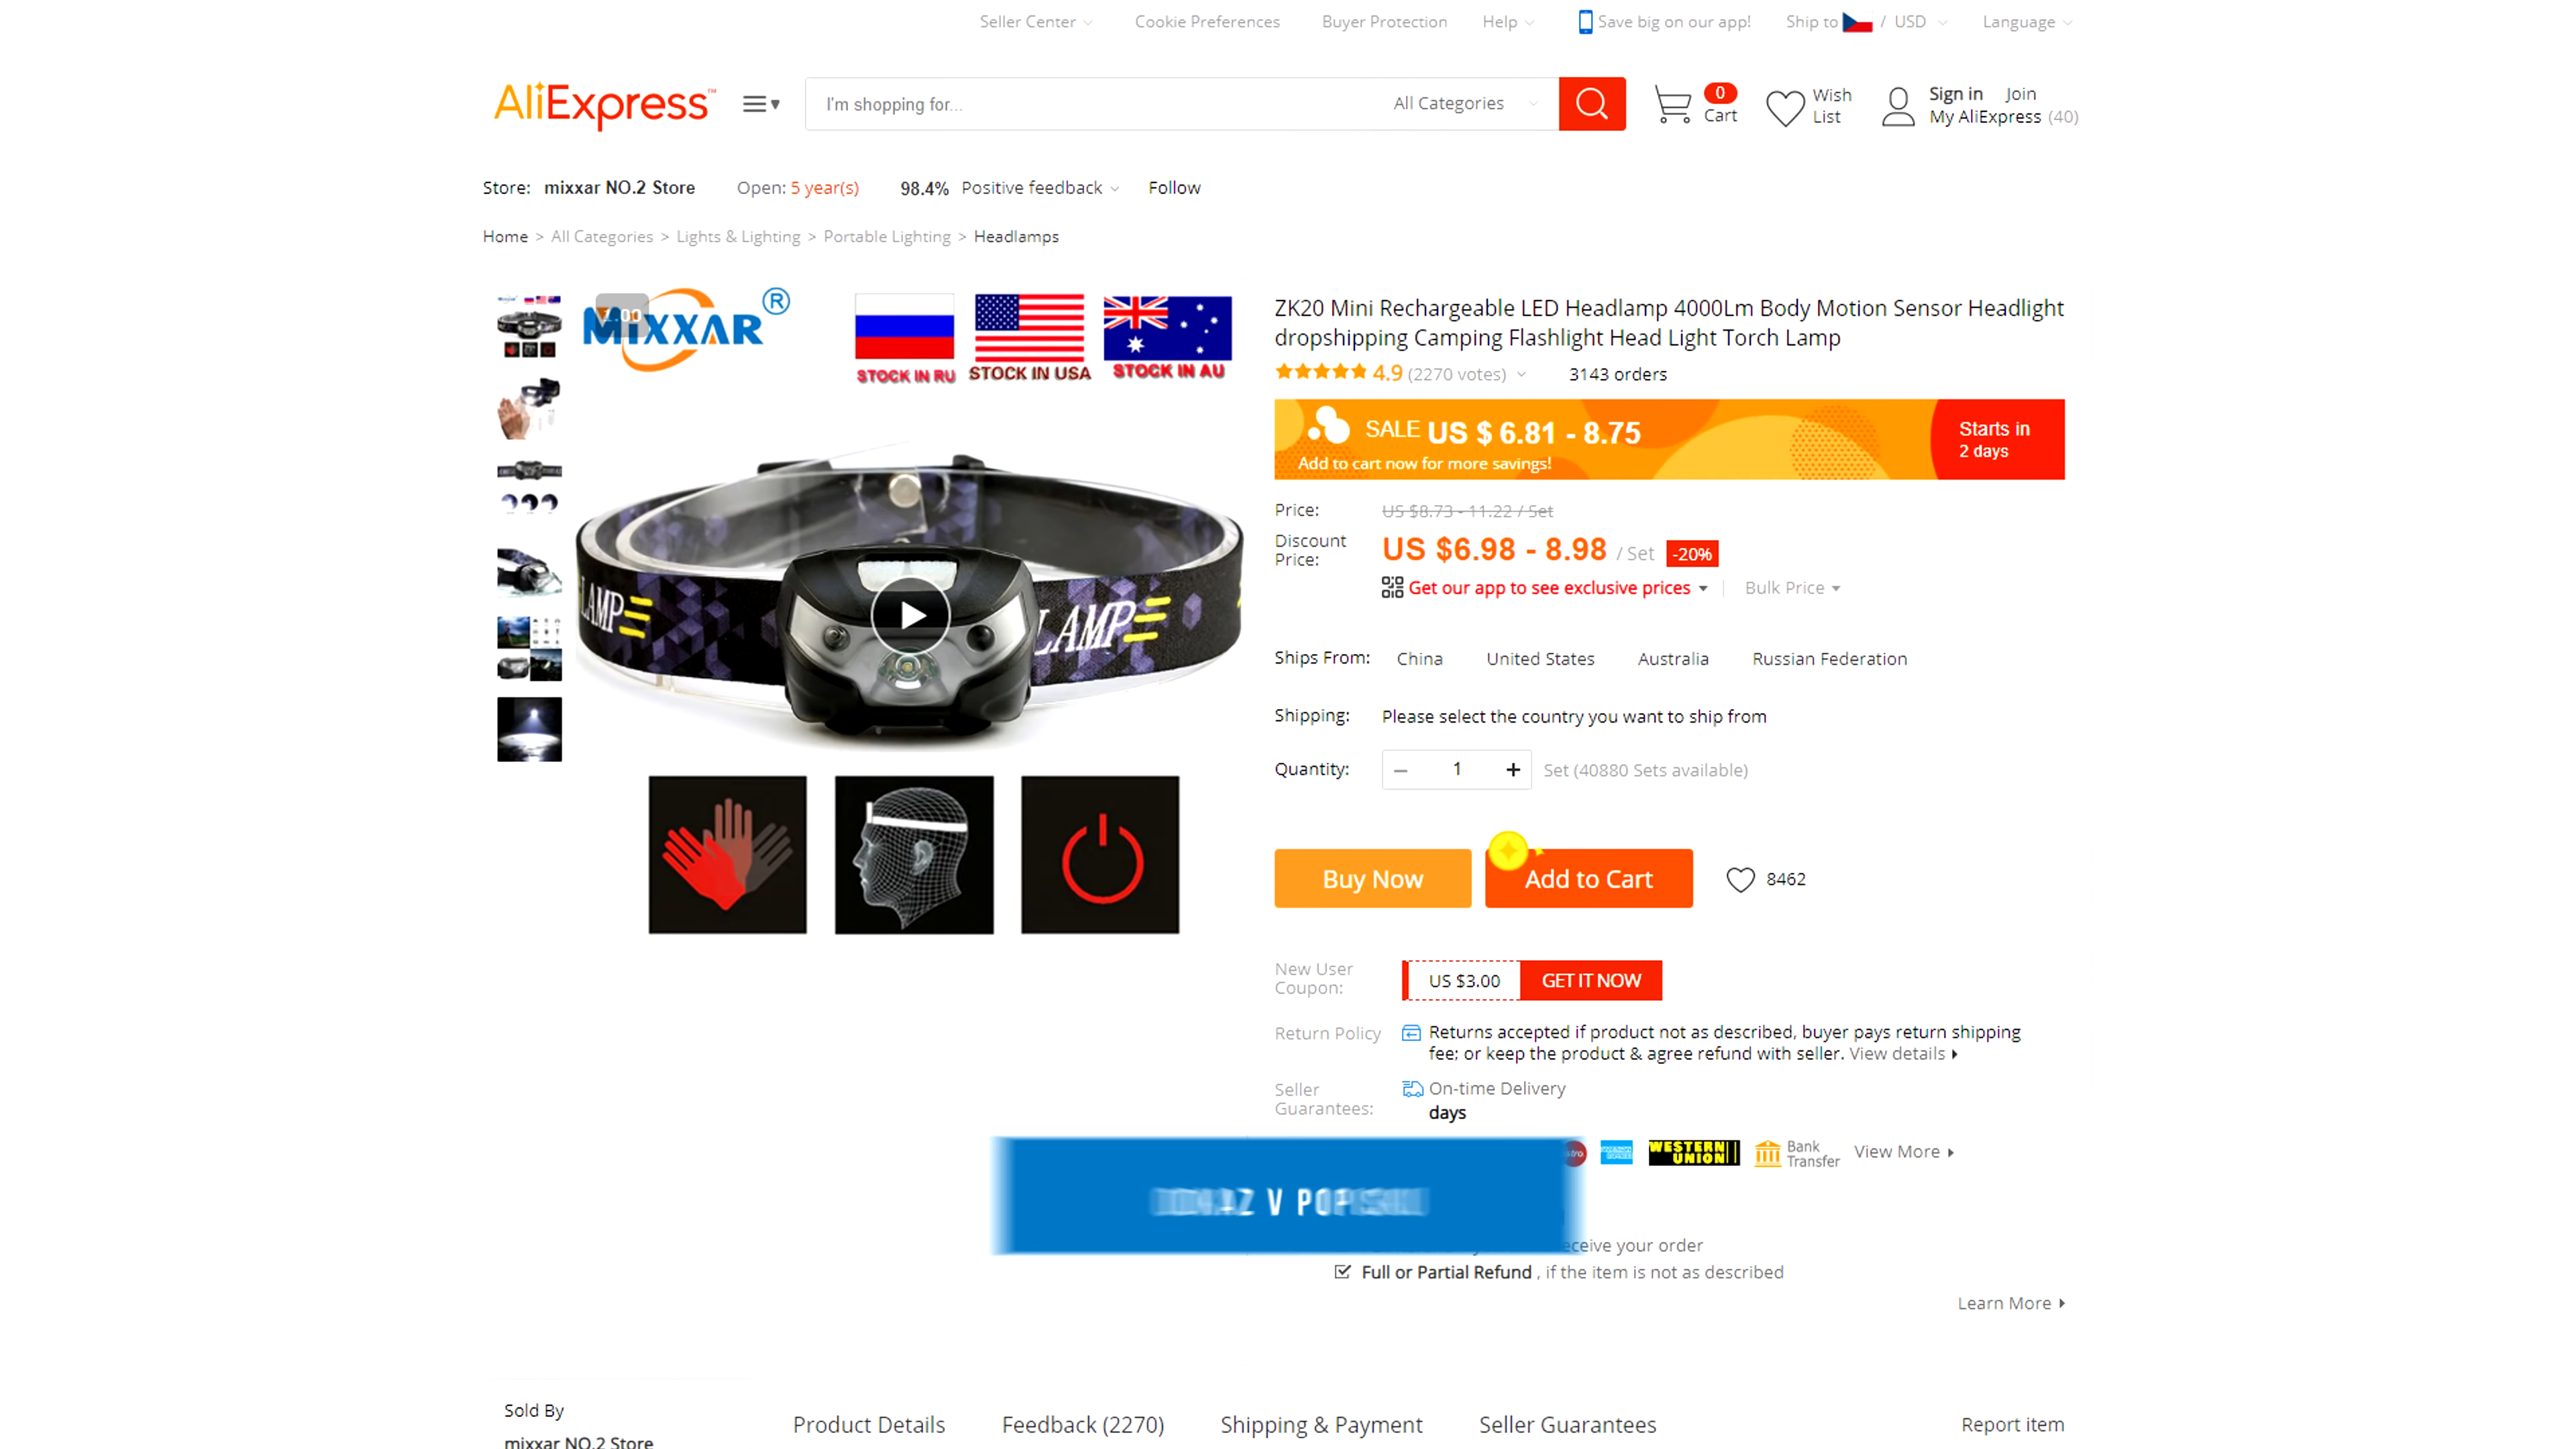 Seller Center
Cookie Preferences
Buyer Protection
Help
Save big on our app!
Ship to / USD
Language
AliExpress™
I'm shopping for...
All Categories
0
Cart
Wish
List
Sign in Join
My AliExpress (40)
Store: mixxar NO.2 Store
Open: 5 year(s)
98.4% Positive feedback
Follow
Home > All Categories > Lights & Lighting > Portable Lighting > Headlamps
MIXXAR ®
STOCK IN RU
STOCK IN USA
STOCK IN AU
LAMP
LAMP
ZK20 Mini Rechargeable LED Headlamp 4000Lm Body Motion Sensor Headlight
dropshipping Camping Flashlight Head Light Torch Lamp
4.9 (2270 votes)
3143 orders
SALE US $ 6.81 - 8.75
Add to cart now for more savings!
Starts in
2 days
Price: US $8.73 - 11.22 / Set
Discount
Price:
US $6.98 - 8.98 / Set -20%
Get our app to see exclusive prices
Bulk Price
Ships From: China United States Australia Russian Federation
Shipping: Please select the country you want to ship from
Quantity: 1 Set (40880 Sets available)
Buy Now
Add to Cart
8462
New User
Coupon:
US $3.00
GET IT NOW
Return Policy
Returns accepted if product not as described, buyer pays return shipping
fee; or keep the product & agree refund with seller. View details
Seller
Guarantees:
On-time Delivery
days
WESTERN
UNION
Bank
Transfer
View More
V
your order
Full or Partial Refund , if the item is not as described
Learn More
Sold By
mixxar NO.2 Store
Product Details
Feedback (2270)
Shipping & Payment
Seller Guarantees
Report item